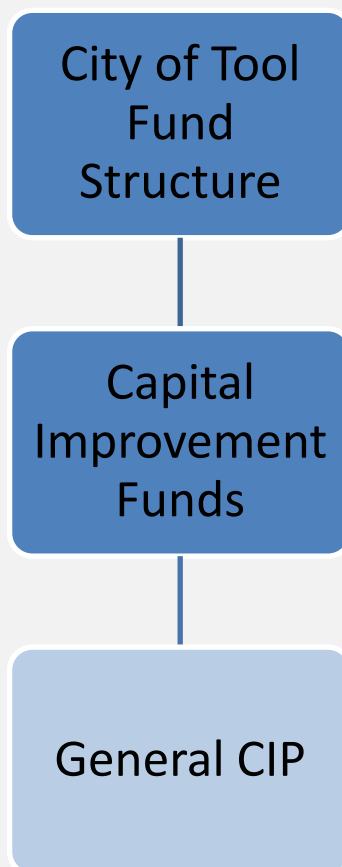 City of Tool
Fund
Structure
Capital
Improvement
Funds
General CIP